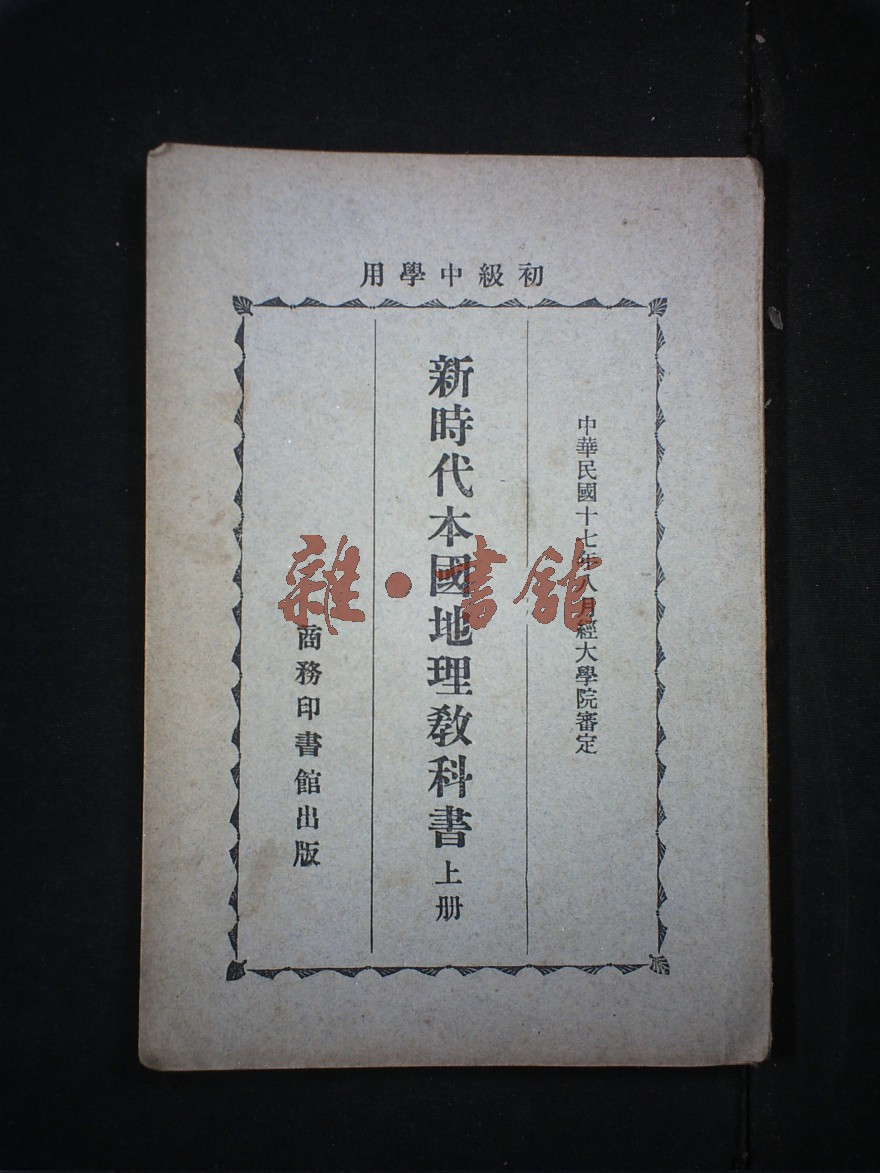 初級中學用
中華民國十七年八月經大學院審定
新時代本國地理教科書上册
商務印書館出版
雜·書館